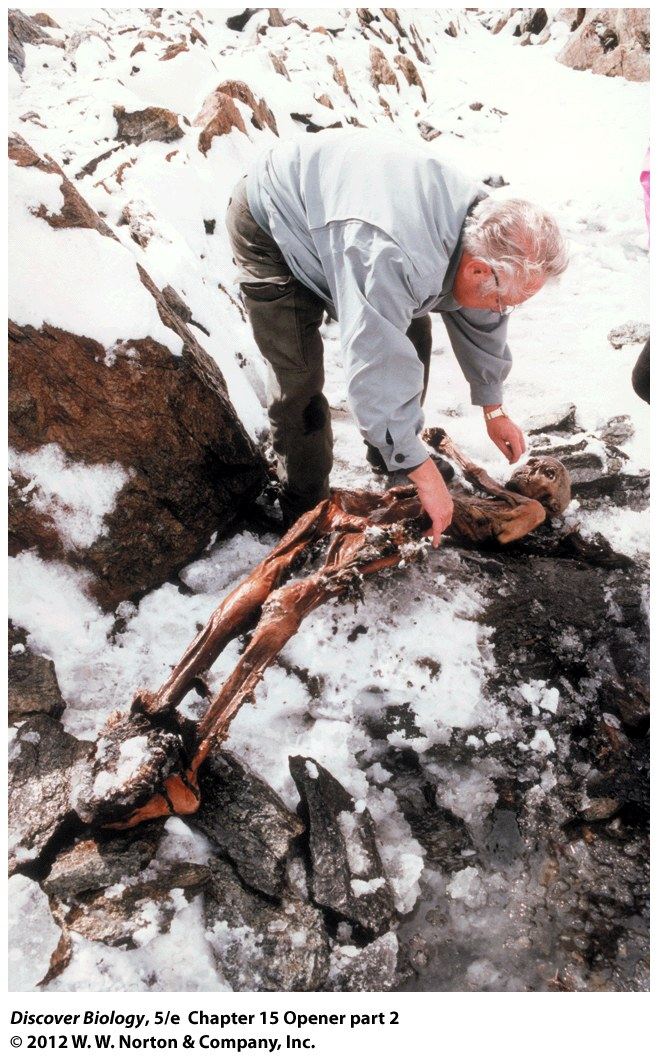 Discover Biology, 5/e Chapter 15 Opener part 2
© 2012 W. W. Norton & Company, Inc.